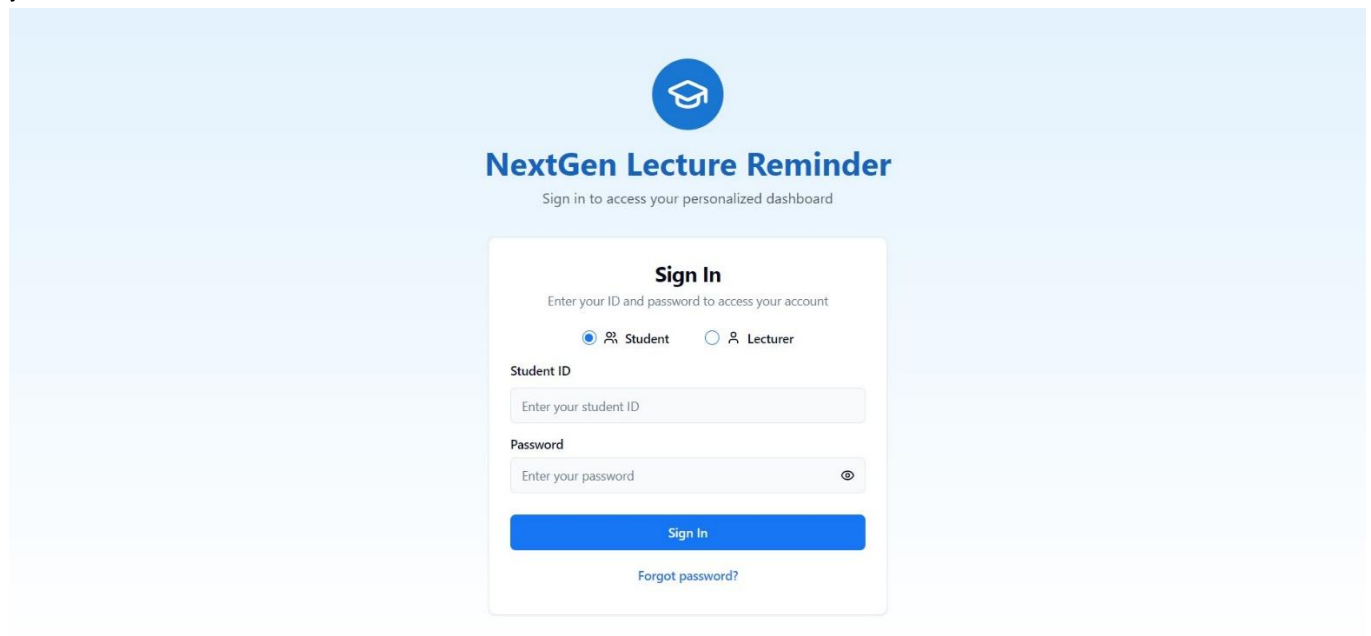 NextGen Lecture Reminder
Sign in to access your personalized dashboard
Sign In
Enter your ID and password to access your account
Student Lecturer
Student ID
Enter your student ID
Password
Enter your password
Sign In
Forgot password?